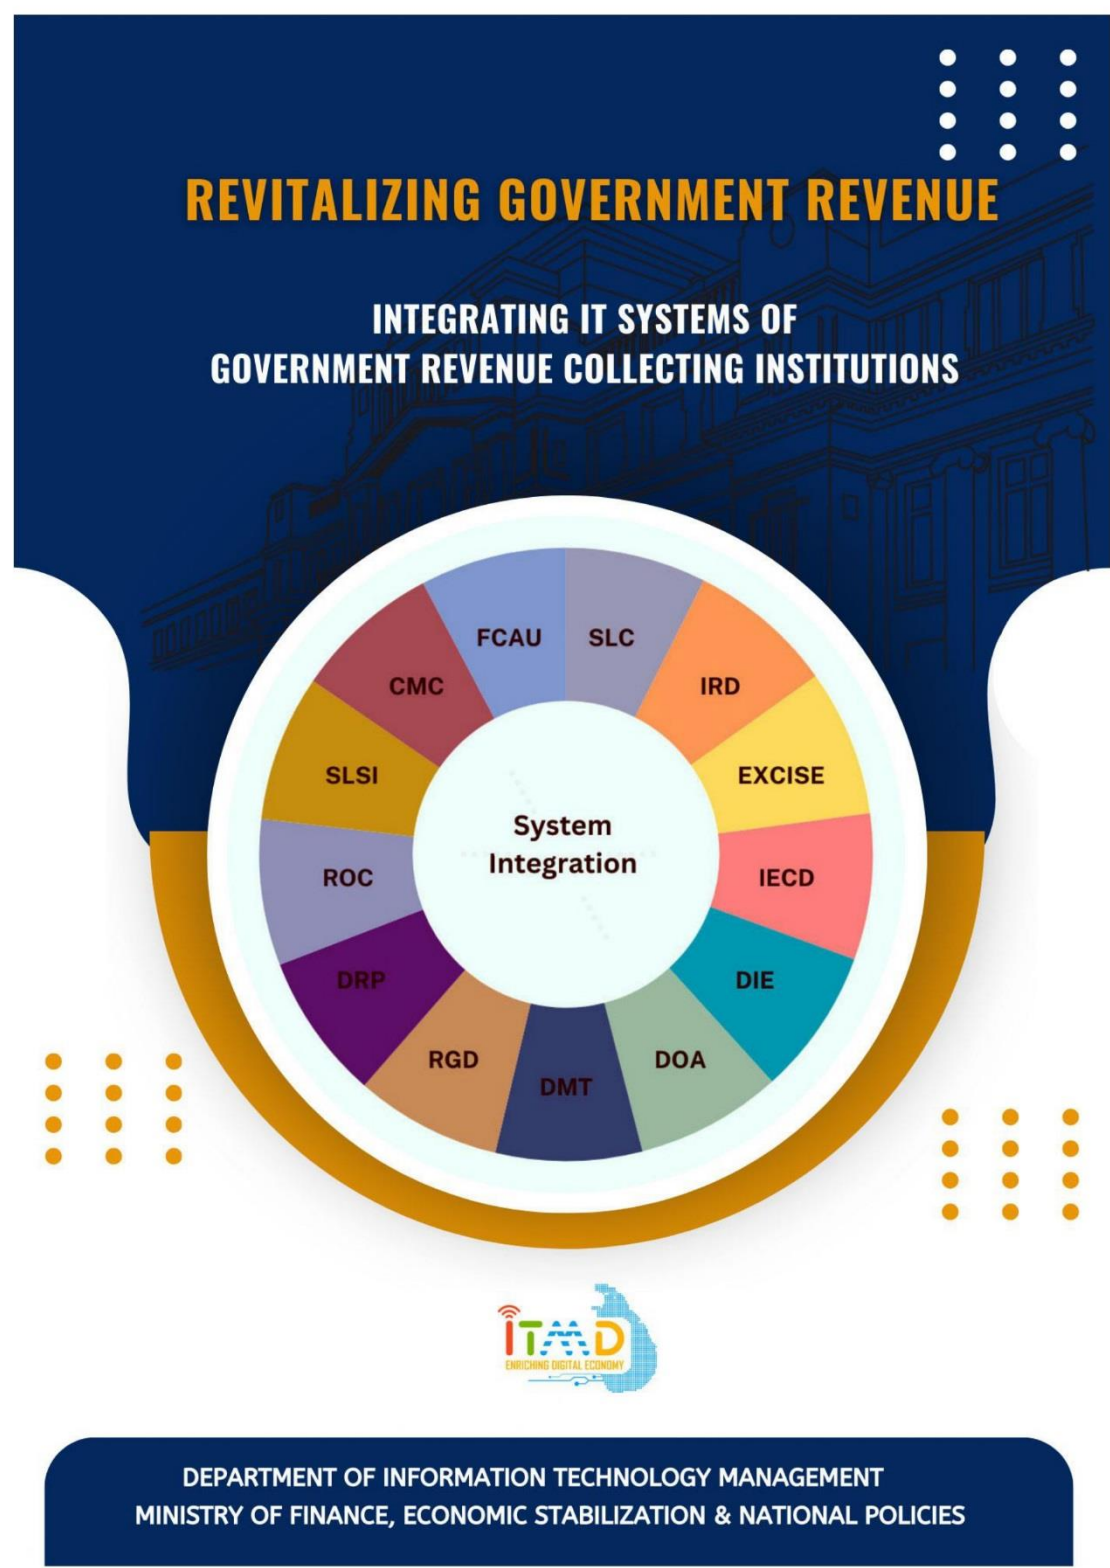 REVITALIZING GOVERNMENT REVENUE
INTEGRATING IT SYSTEMS OF
GOVERNMENT REVENUE COLLECTING INSTITUTIONS
FCAU
SLC
IRD
EXCISE
IECD
DIE
DOA
DMT
RGD
DRP
ROC
SLSI
CMC
System
Integration
ITMD
ENRICHING DIGITAL ECONOMY
DEPARTMENT OF INFORMATION TECHNOLOGY MANAGEMENT
MINISTRY OF FINANCE, ECONOMIC STABILIZATION & NATIONAL POLICIES